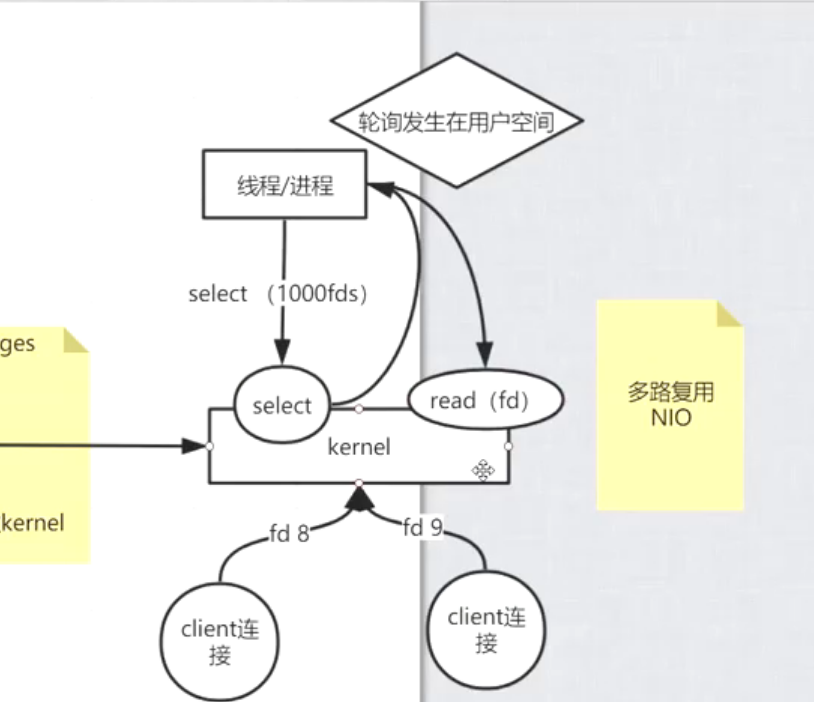 轮询发生在用户空间
线程/进程
select （1000fds）
ges
select
read（fd）
多路复用
NIO
kernel
kernel
fd 8
fd 9
client连
接
client连
接